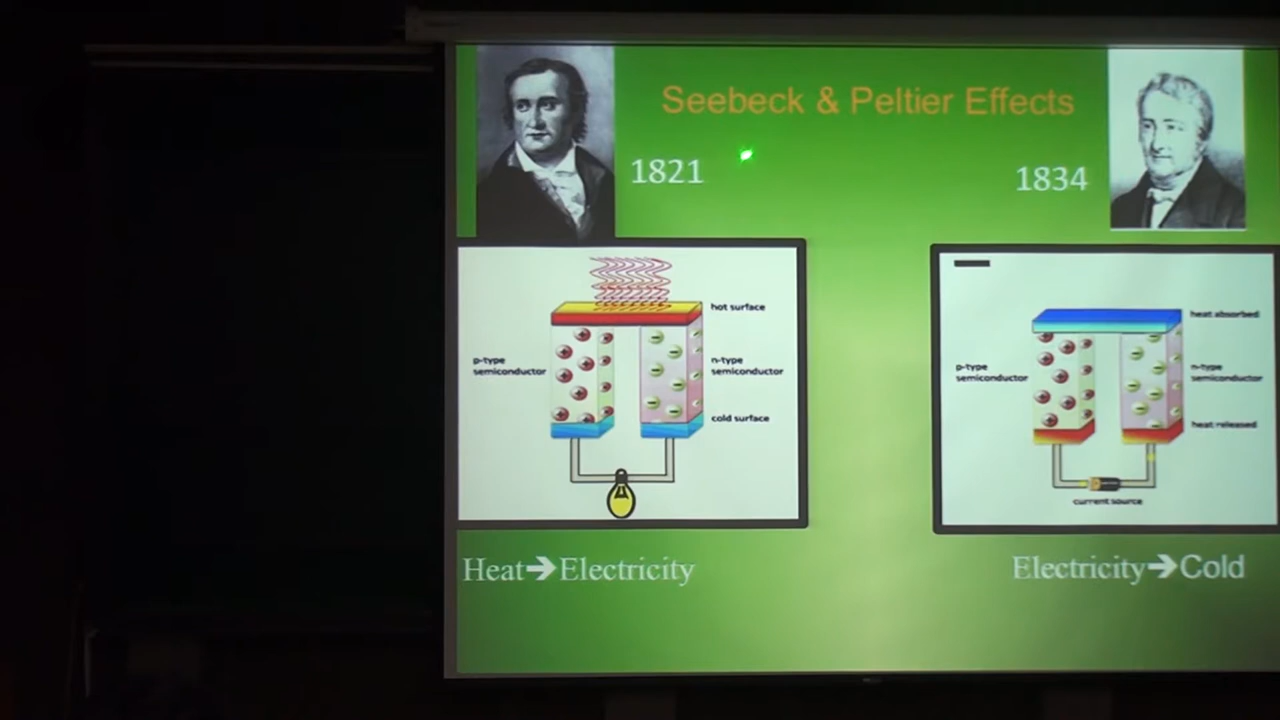 Seebeck & Peltier Effects
1821
1834
hot surface
p-type
semiconductor
n-type
semiconductor
cold surface
Heat➔Electricity
heat absorbed
p-type
semiconductor
n-type
semiconductor
heat released
current source
Electricity➔Cold